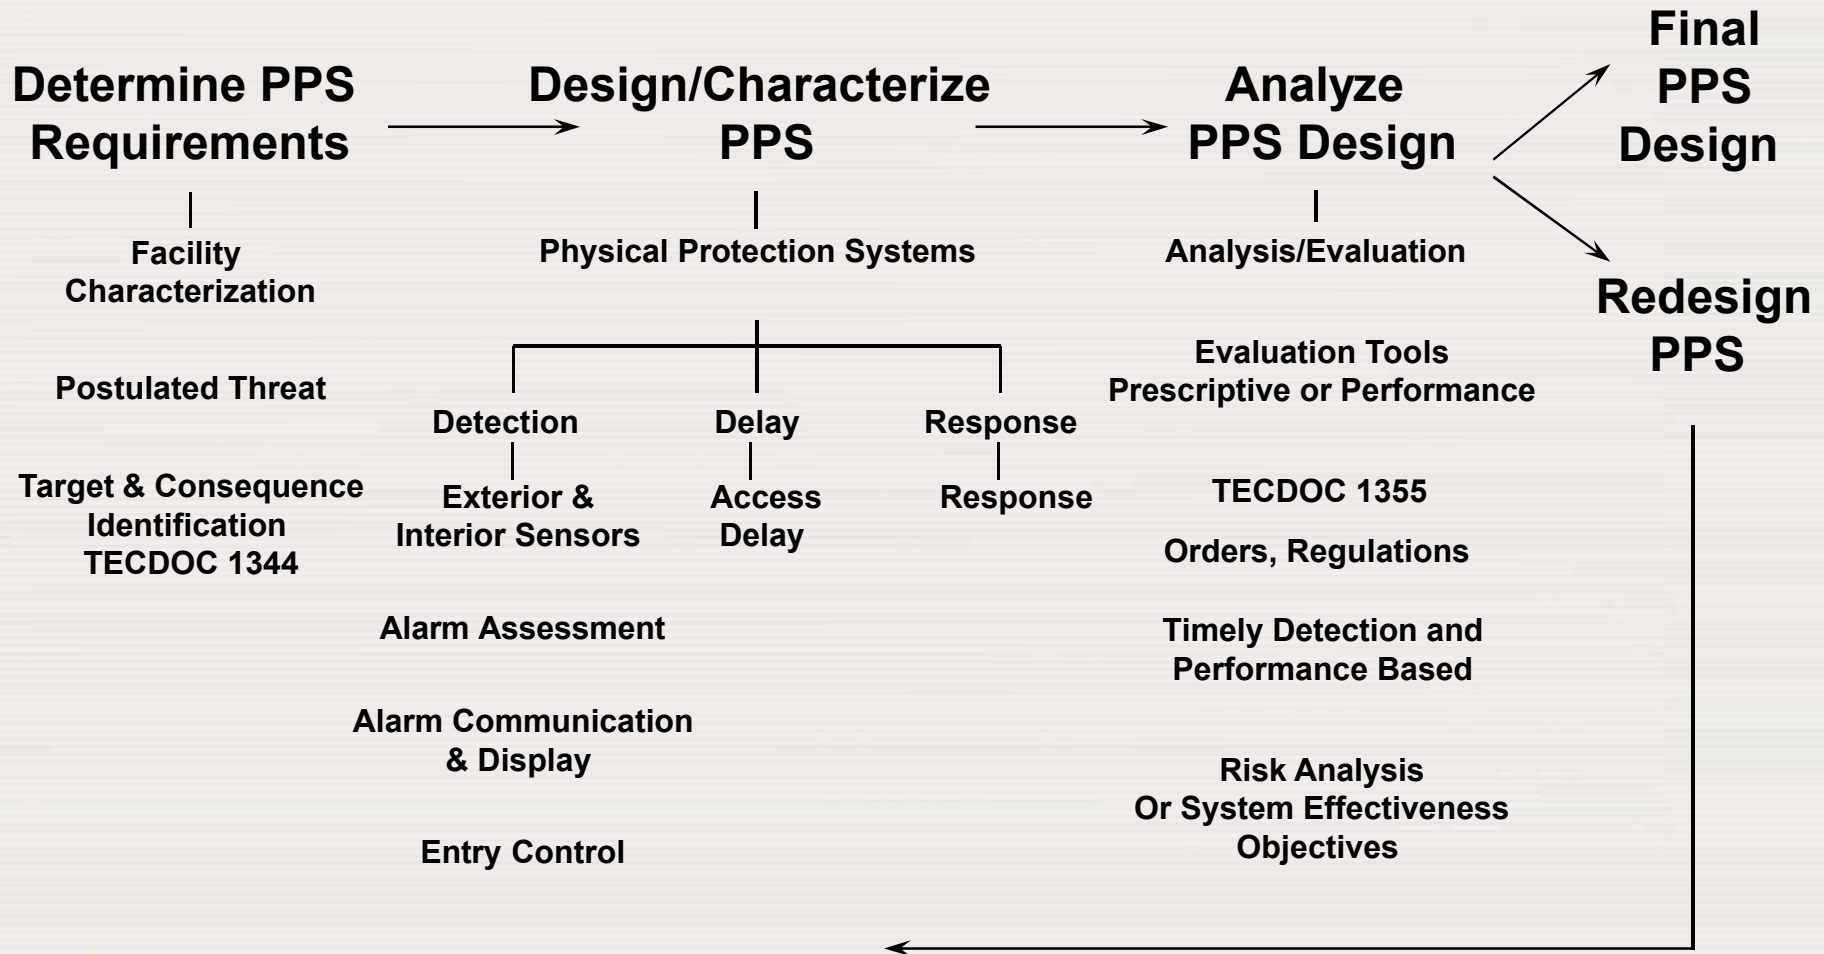 Determine PPS
Requirements
Facility
Characterization
Postulated Threat
Target & Consequence
Identification
TECDOC 1344
Design/Characterize
PPS
Physical Protection Systems
Detection
Exterior &
Interior Sensors
Alarm Assessment
Alarm Communication
& Display
Entry Control
Delay
Access
Delay
Response
Response
Analyze
PPS Design
Analysis/Evaluation
Evaluation Tools
Prescriptive or Performance
TECDOC 1355
Orders, Regulations
Timely Detection and
Performance Based
Risk Analysis
Or System Effectiveness
Objectives
Final
PPS
Design
Redesign
PPS